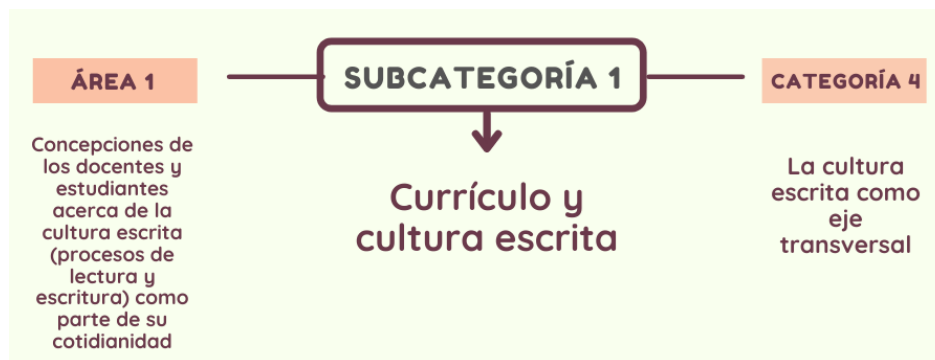 ÁREA 1
Concepciones de
los docentes y
estudiantes
acerca de la
cultura escrita
(procesos de
lectura y
escritura) como
parte de su
cotidianidad
SUBCATEGORÍA 1
Currículo y
cultura escrita
CATEGORÍA 4
La cultura
escrita como
eje
transversal